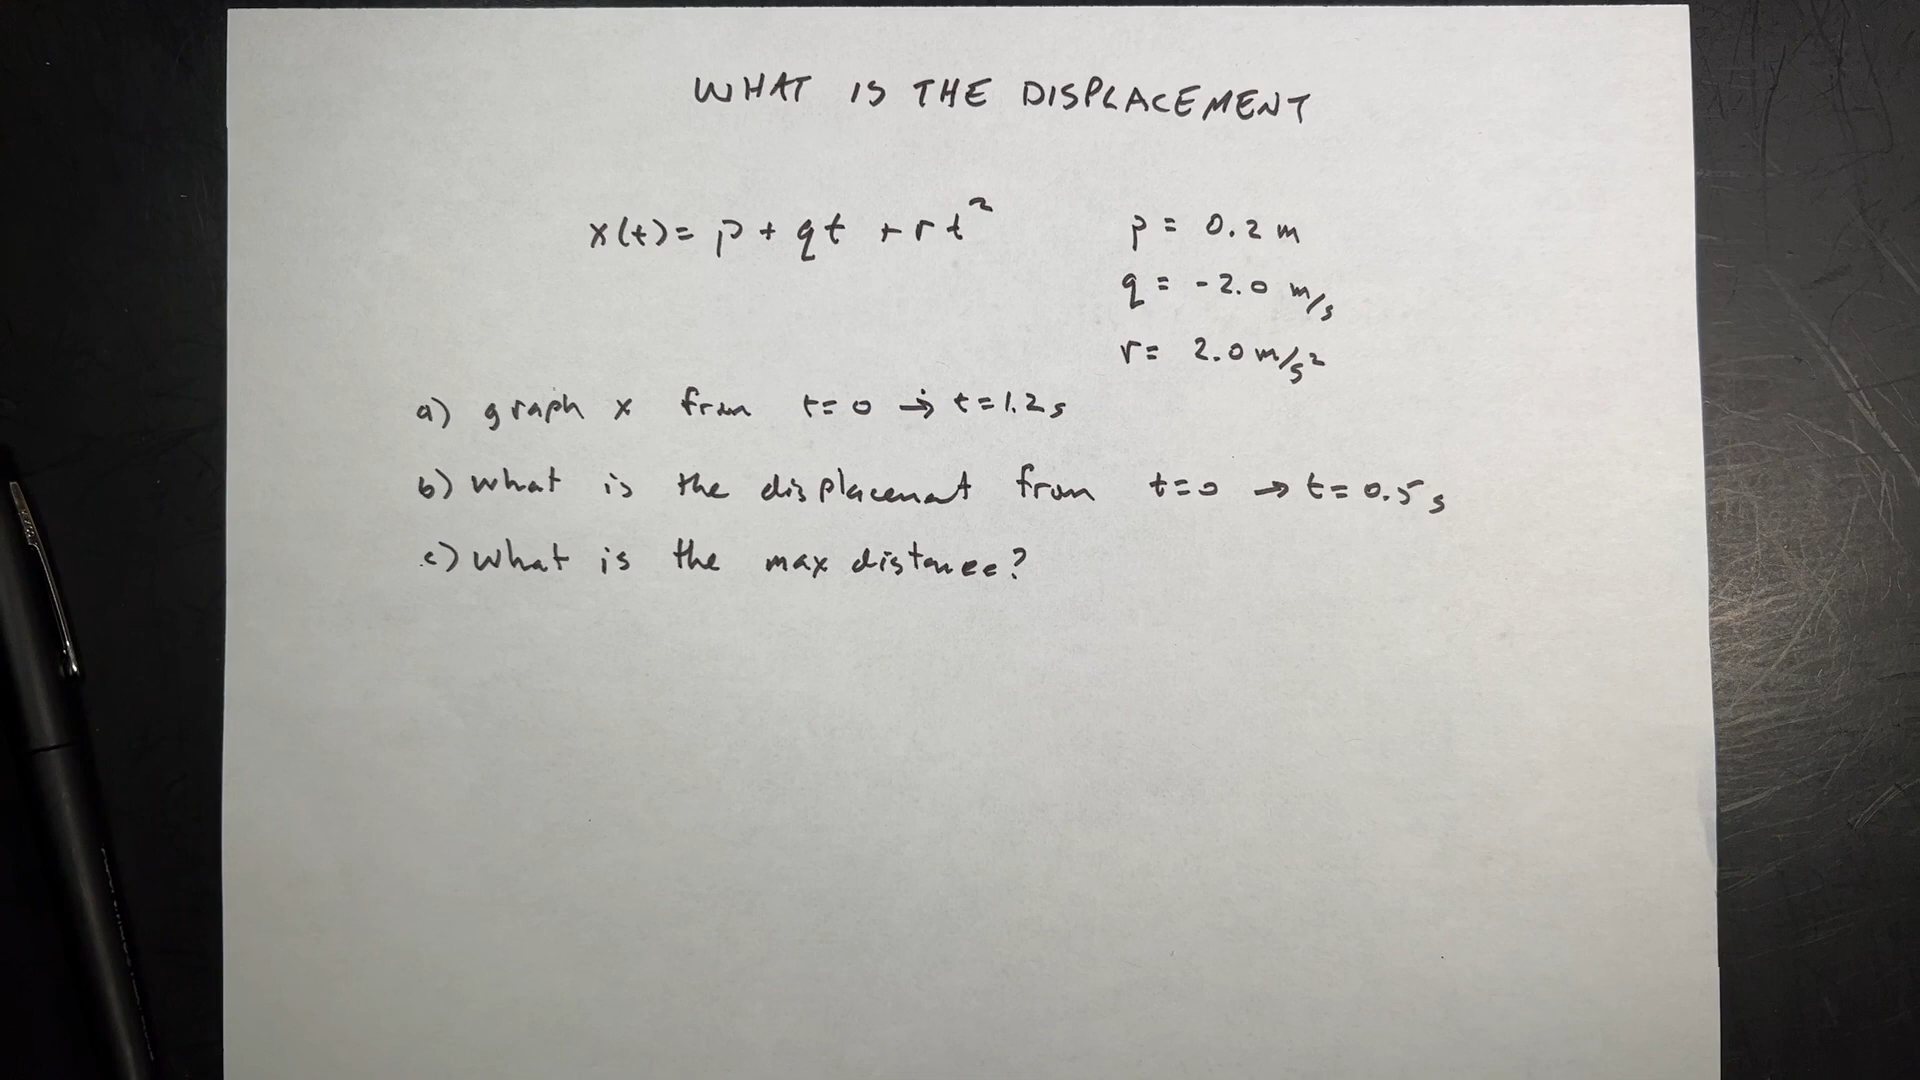 WHAT IS THE DISPLACEMENT
x(t) = p + qt + rt² p = 0.2 m
q = -2.0 m/s
r = 2.0 m/s²
a) graph x from t=0 → t=1.2s
b) what is the displacement from t=0 → t=0.5s
c) what is the max distance?